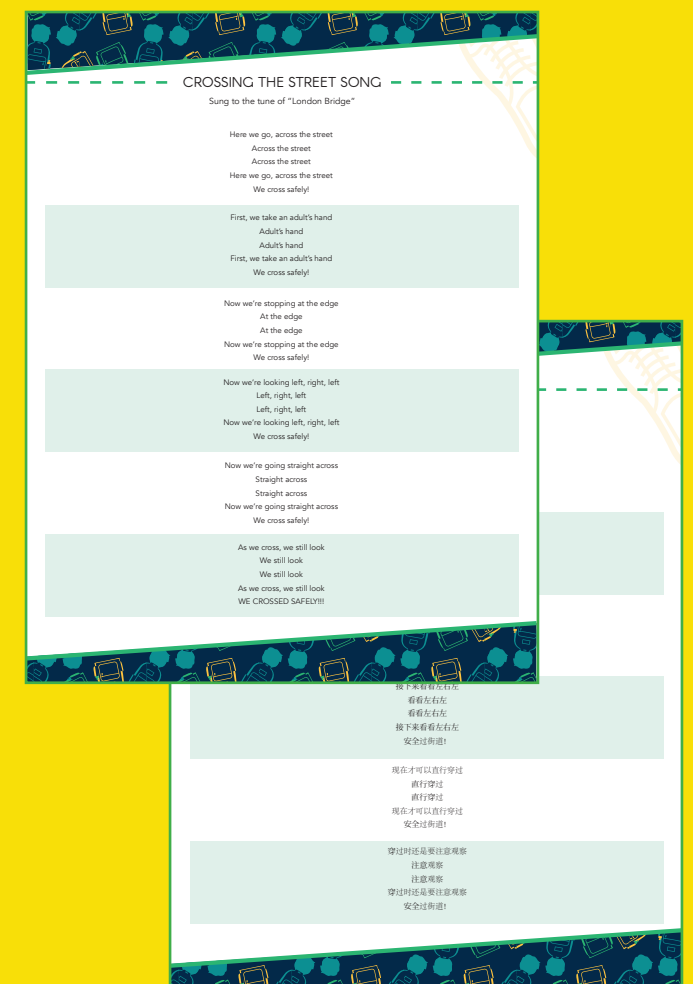 CROSSING THE STREET SONG
Sung to the tune of “London Bridge”
Here we go, across the street
Across the street
Across the street
Here we go, across the street
We cross safely!
First, we take an adult’s hand
Adult’s hand
Adult’s hand
First, we take an adult’s hand
We cross safely!
Now we’re stopping at the edge
At the edge
At the edge
Now we’re stopping at the edge
We cross safely!
Now we’re looking left, right, left
Left, right, left
Left, right, left
Now we’re looking left, right, left
We cross safely!
Now we’re going straight across
Straight across
Straight across
Now we’re going straight across
We cross safely!
As we cross, we still look
We still look
We still look
As we cross, we still look
WE CROSSED SAFELY!!!
接下来看看左右左
看看左右左
看看左右左
接下来看看左右左
安全过街道!
现在才可以直行穿过
直行穿过
直行穿过
现在才可以直行穿过
安全过街道!
穿过时还是要注意观察
注意观察
注意观察
穿过时还是要注意观察
安全过街道!